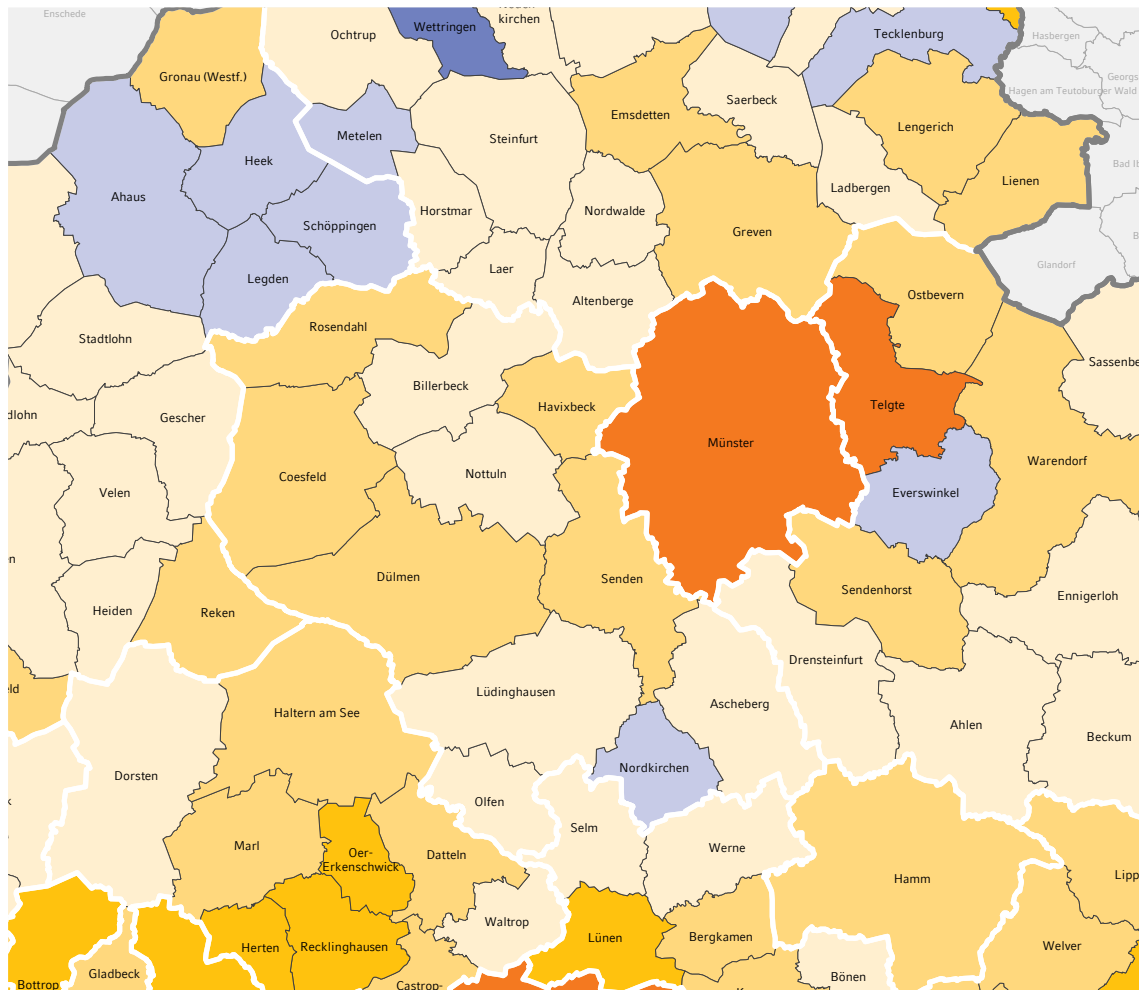 Enschede
Neuen-
kirchen
Wettringen
Ochtrup
Tecklenburg
Hasbergen
Gronau (Westf.)
Georgs
Hagen am Teutoburger Wald
Saerbeck
Emsdetten
Lengerich
Metelen
Steinfurt
Heek
Bad Ib
Lienen
Ladbergen
Ahaus
Horstmar
Nordwalde
Schöppingen
Greven
B
Glandorf
Laer
Legden
Ostbevern
Altenberge
Rosendahl
Stadtlohn
Sassenbe
Billerbeck
Telgte
Havixbeck
dlohn
Gescher
Münster
Warendorf
Nottuln
Coesfeld
Velen
Everswinkel
en
Dülmen
Senden
Sendenhorst
Ennigerloh
Heiden
Reken
Drensteinfurt
eld
Lüdinghausen
Ascheberg
Haltern am See
Ahlen
Beckum
Nordkirchen
Dorsten
k
Olfen
Selm
Marl
Werne
Oer-
Erkenschwick
Datteln
Hamm
Lipp
Waltrop
Lünen
Bergkamen
Herten
Recklinghausen
Welver
Gladbeck
Bönen
Bottrop
Castrop-
K